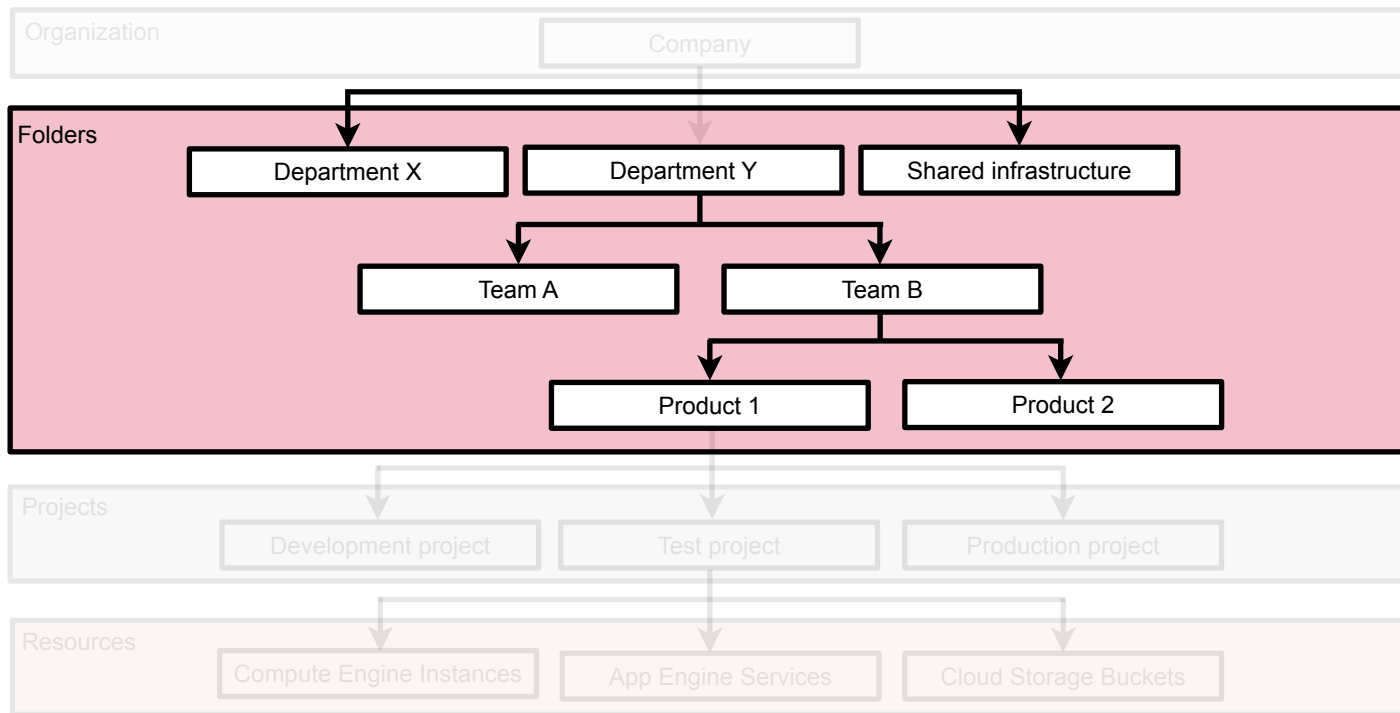 Organization
Company
Folders
Department X
Department Y
Shared infrastructure
Team A
Team B
Product 1
Product 2
Projects
Development project
Test project
Production project
Resources
Compute Engine Instances
App Engine Services
Cloud Storage Buckets